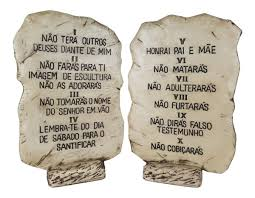 I
NÃO TERÁ OUTROS
DEUSES DIANTE DE MIM
II
NÃO FARÁS PARA TI
IMAGEM DE ESCULTURA
NÃO AS ADORARÁS
III
NÃO TOMARÁS O NOME
DO SENHOR EM VÃO.
IV
LEMBRA-TE DO DIA
DE SÁBADO PARA O
SANTIFICAR
V
HONRAI PAI E MÃE
VI
NÃO MATARÁS
VII
NÃO ADULTERARÁS
VIII
NÃO FURTARÁS
IX
NÃO DIRÁS FALSO
TESTEMUNHO
X
NÃO COBIÇARÁS